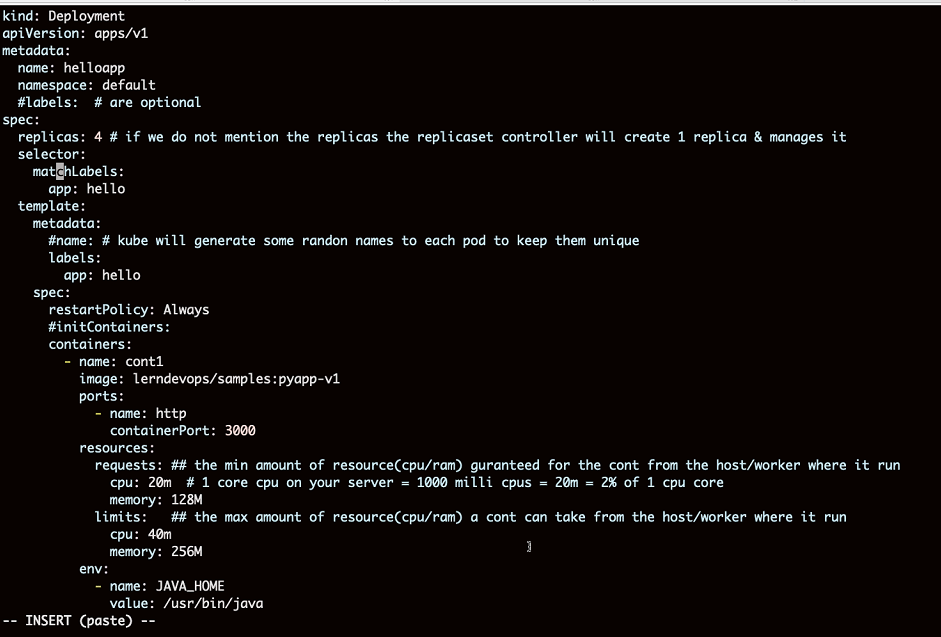 kind: Deployment
apiVersion: apps/v1
metadata:
  name: helloapp
  namespace: default
  #labels:  # are optional
spec:
  replicas: 4 # if we do not mention the replicas the replicaset controller will create 1 replica & manages it
  selector:
    matchLabels:
      app: hello
  template:
    metadata:
      #name: # kube will generate some randon names to each pod to keep them unique
      labels:
        app: hello
    spec:
      restartPolicy: Always
      #initContainers:
      containers:
        - name: cont1
          image: lerndevops/samples:pyapp-v1
          ports:
            - name: http
              containerPort: 3000
          resources:
            requests: ## the min amount of resource(cpu/ram) guranteed for the cont from the host/worker where it run
              cpu: 20m  # 1 core cpu on your server = 1000 milli cpus = 20m = 2% of 1 cpu core
              memory: 128M
            limits:   ## the max amount of resource(cpu/ram) a cont can take from the host/worker where it run
              cpu: 40m
              memory: 256M
          env:
            - name: JAVA_HOME
              value: /usr/bin/java
-- INSERT (paste) --